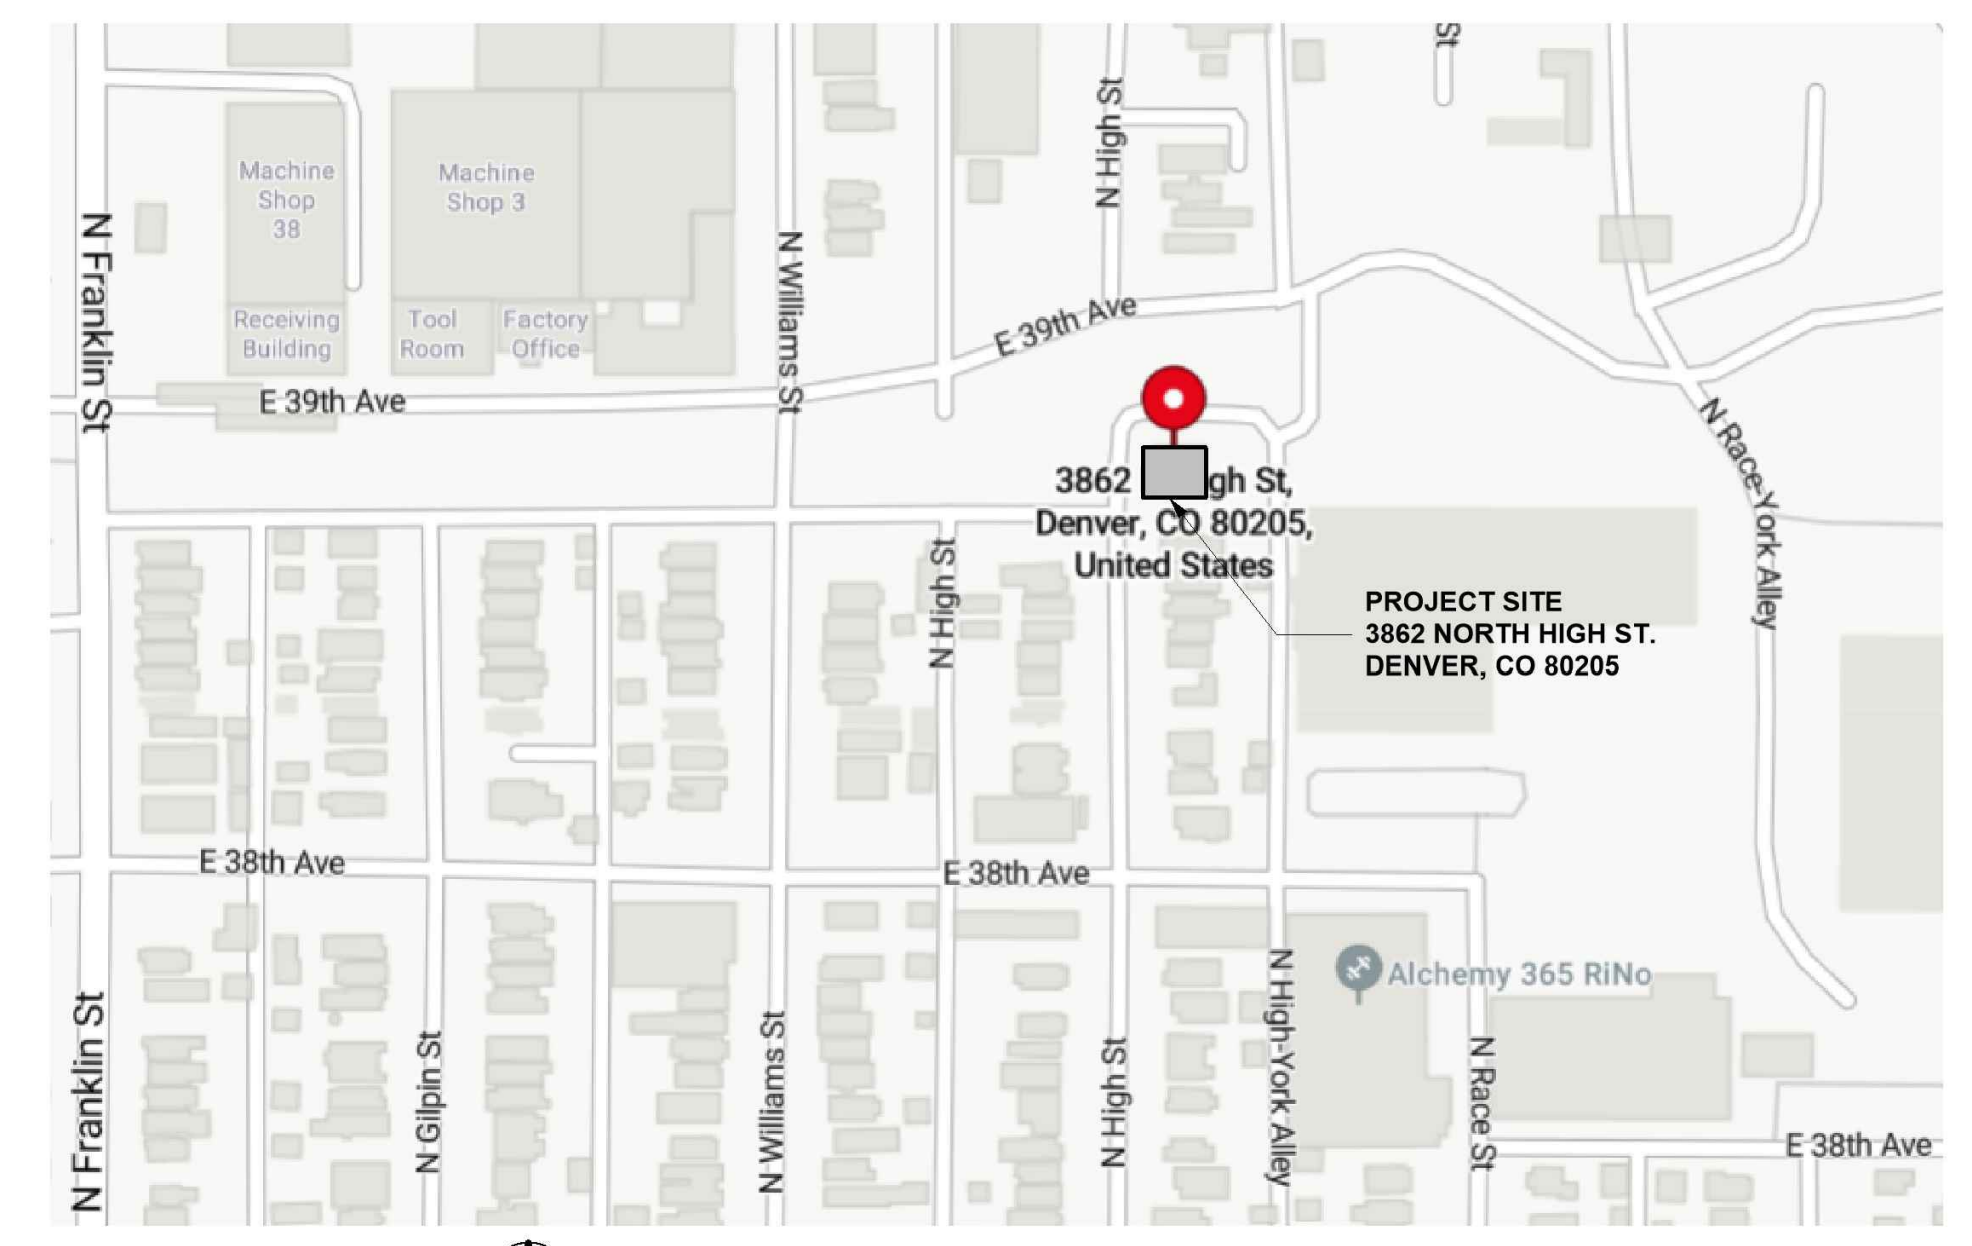 St
N High St
Machine
Shop
38
Machine
Shop 3
N Franklin St
N Williams St
Receiving
Building
Tool
Room
Factory
Office
E 39th Ave
E 39th Ave
3862 gh St,
Denver, CO 80205,
United States
N Race-York Alley
N High St
PROJECT SITE
3862 NORTH HIGH ST.
DENVER, CO 80205
E 38th Ave
E 38th Ave
Alchemy 365 RiNo
N Franklin St
N Gilpin St
N Williams St
N High St
N High-York Alley
N Race St
E 38th Ave